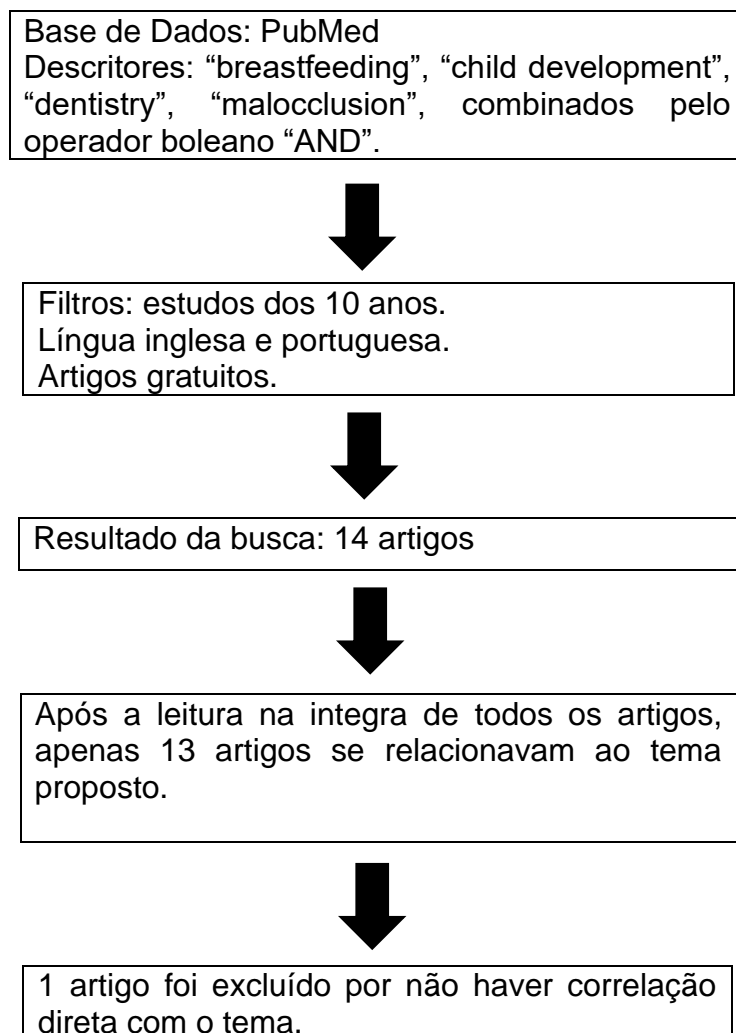 Base de Dados: PubMed
Descritores: “breastfeeding”, “child development”,
“dentistry”, “malocclusion”, combinados pelo
operador boleano “AND”.
Filtros: estudos dos 10 anos.
Língua inglesa e portuguesa.
Artigos gratuitos.
Resultado da busca: 14 artigos
Após a leitura na integra de todos os artigos,
apenas 13 artigos se relacionavam ao tema
proposto.
1 artigo foi excluído por não haver correlação
direta com o tema.